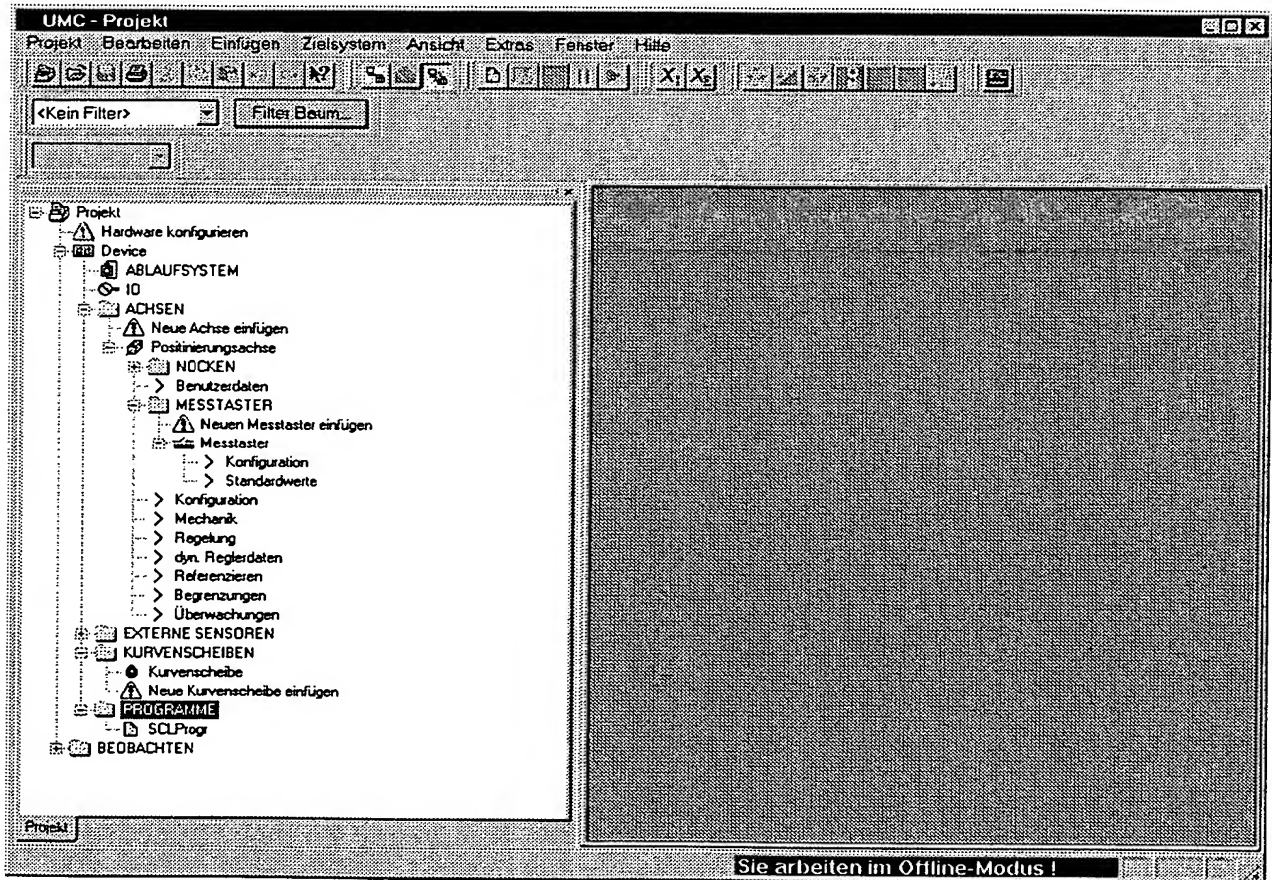 UMC - Projekt
Projekt Bearbeiten Einfügen Zielsystem Ansicht Extras Fenster Hilfe
<Kein Filter> Filter Baum...
Projekt
Hardware konfigurieren
Device
ABLAUFSYSTEM
IO
ACHSEN
Neue Achse einfügen
Positinierungsachse
NOCKEN
Benutzerdaten
MESSTASTER
Neuen Messtaster einfügen
Messtaster
Konfiguration
Standardwerte
Konfiguration
Mechanik
Regelung
dyn. Reglerdaten
Referenzieren
Begrenzungen
Überwachungen
EXTERNE SENSOREN
KURVENSCHEIBEN
Kurvenscheibe
Neue Kurvenscheibe einfügen
PROGRAMME
SCLProgr
BEOBACHTEN
Projekt
Sie arbeiten im Offline-Modus !